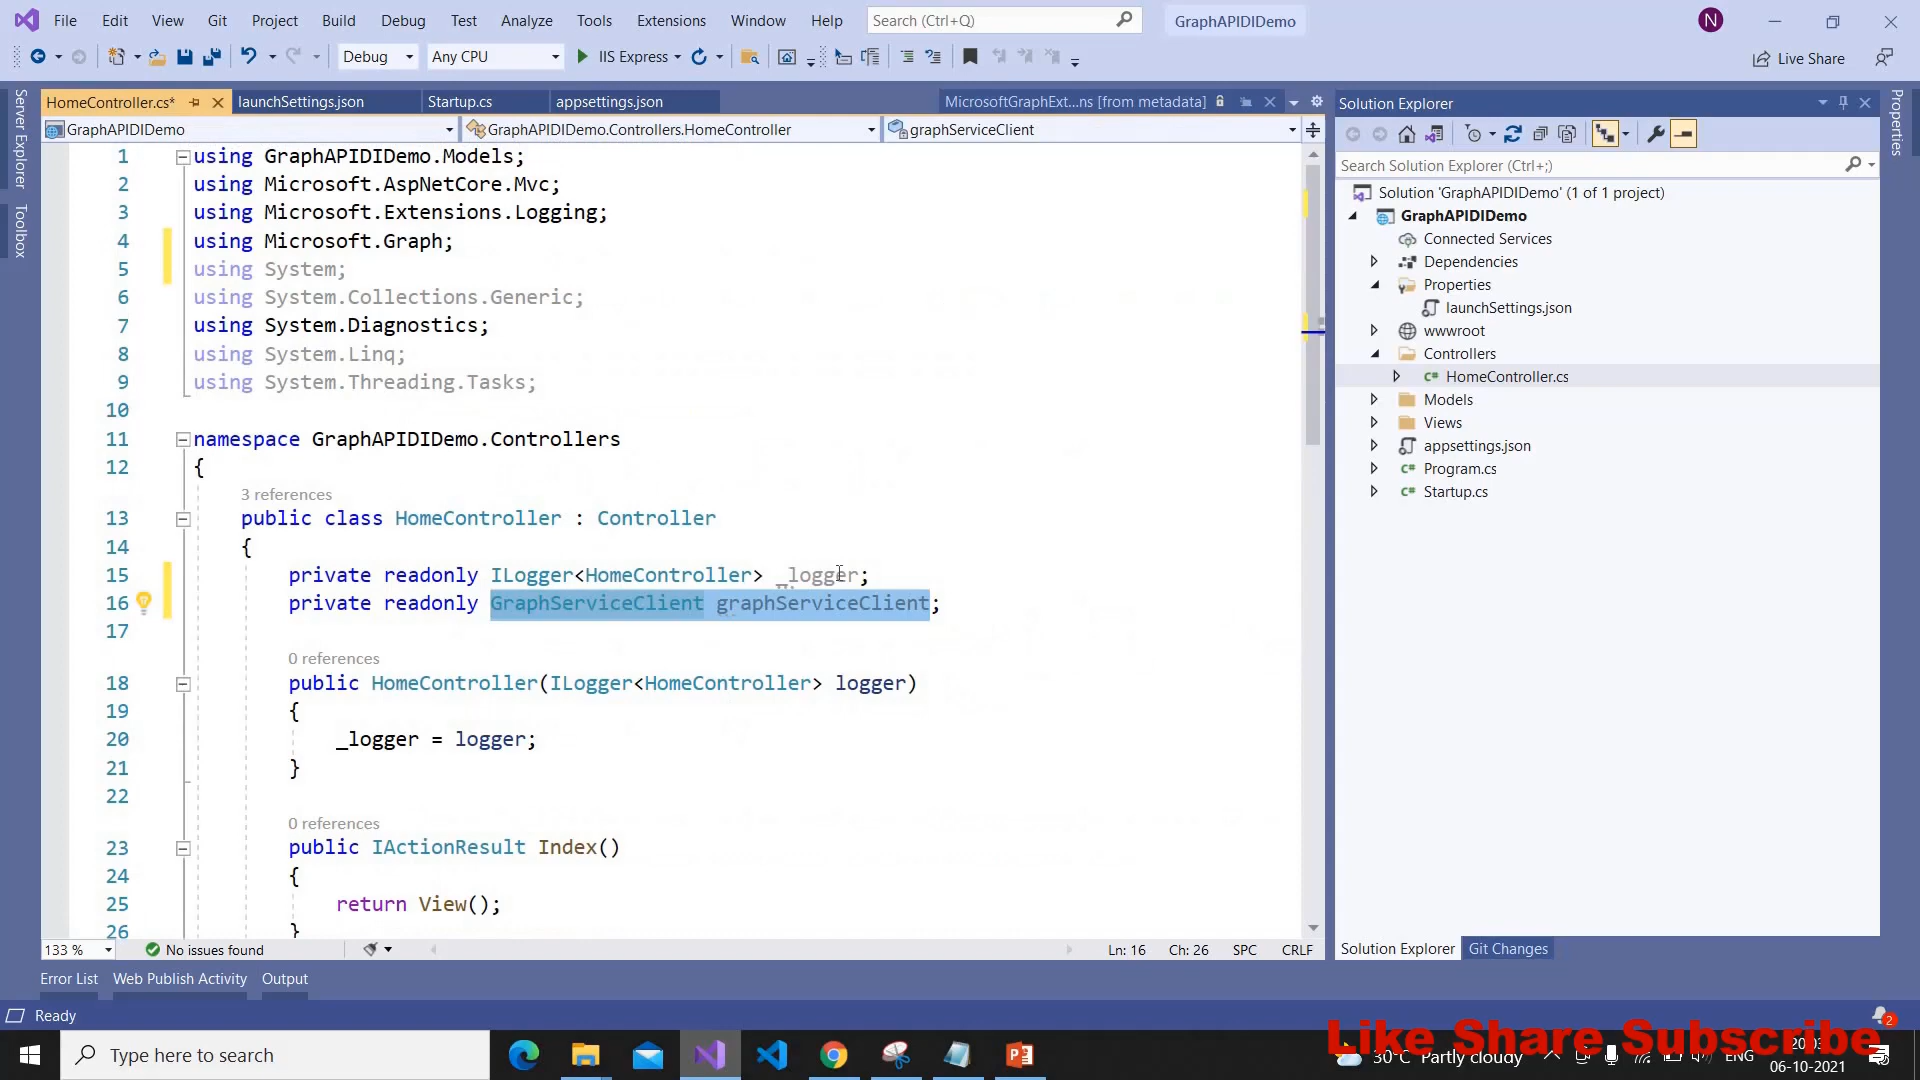 File Edit View Git Project Build Debug Test Analyze Tools Extensions Window Help Search (Ctrl+Q) GraphAPIDIDemo N
Debug Any CPU IIS Express Live Share
Server Explorer
Toolbox
HomeController.cs* launchSettings.json Startup.cs appsettings.json MicrosoftGraphExt...ns [from metadata]
GraphAPIDIDemo GraphAPIDIDemo.Controllers.HomeController graphServiceClient
1 using GraphAPIDIDemo.Models;
2 using Microsoft.AspNetCore.Mvc;
3 using Microsoft.Extensions.Logging;
4 using Microsoft.Graph;
5 using System;
6 using System.Collections.Generic;
7 using System.Diagnostics;
8 using System.Linq;
9 using System.Threading.Tasks;
10
11 namespace GraphAPIDIDemo.Controllers
12 {
3 references
13 public class HomeController : Controller
14 {
15 private readonly ILogger<HomeController> _logger;
16 private readonly GraphServiceClient graphServiceClient;
17
0 references
18 public HomeController(ILogger<HomeController> logger)
19 {
20 _logger = logger;
21 }
22
0 references
23 public IActionResult Index()
24 {
25 return View();
26 }
133 % No issues found Ln: 16 Ch: 26 SPC CRLF
Solution Explorer
Search Solution Explorer (Ctrl+;)
Solution 'GraphAPIDIDemo' (1 of 1 project)
GraphAPIDIDemo
Connected Services
Dependencies
Properties
launchSettings.json
wwwroot
Controllers
C# HomeController.cs
Models
Views
appsettings.json
C# Program.cs
C# Startup.cs
Solution Explorer Git Changes
Properties
Error List Web Publish Activity Output
Ready 2
Like Share Subscribe
Type here to search 30°C Partly cloudy ENG
06-10-2021